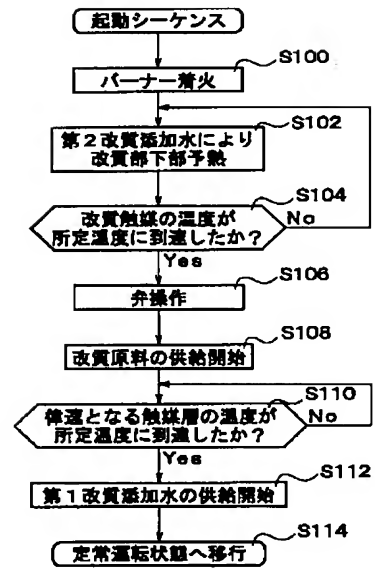 起動シーケンス
S100
バーナー着火
S102
第2改質添加水により
改質部下部予熱
S104
改質触媒の温度が
所定温度に到達したか?
No
Yes
S106
弁操作
S108
改質原料の供給開始
S110
律速となる触媒層の温度が
所定温度に到達したか?
No
Yes
S112
第1改質添加水の供給開始
S114
定常運転状態へ移行